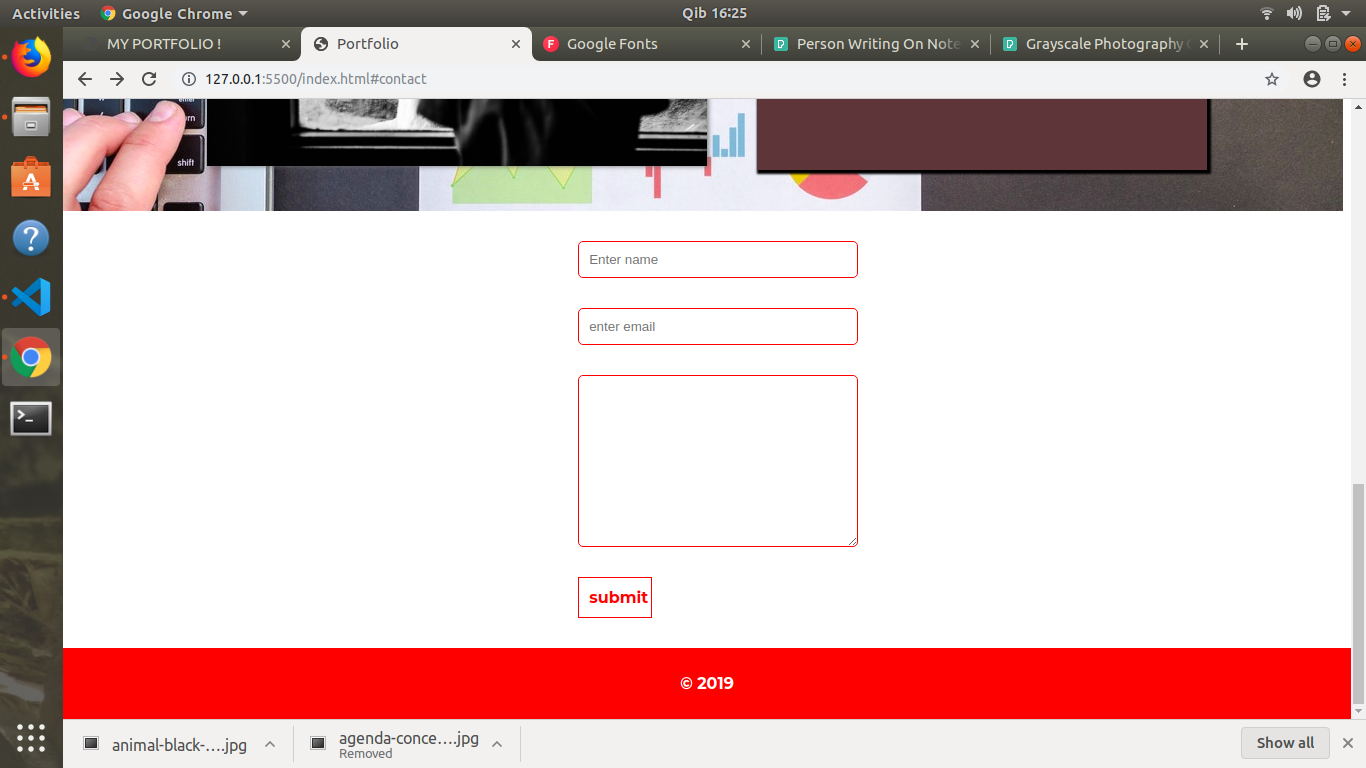 Activities Google Chrome Qib 16:25
MY PORTFOLIO ! Portfolio Google Fonts Person Writing On Note Grayscale Photography
127.0.0.1:5500/index.html#contact
enter
shift
Enter name
enter email
submit
© 2019
animal-black-....jpg agenda-conce....jpg Show all
Removed